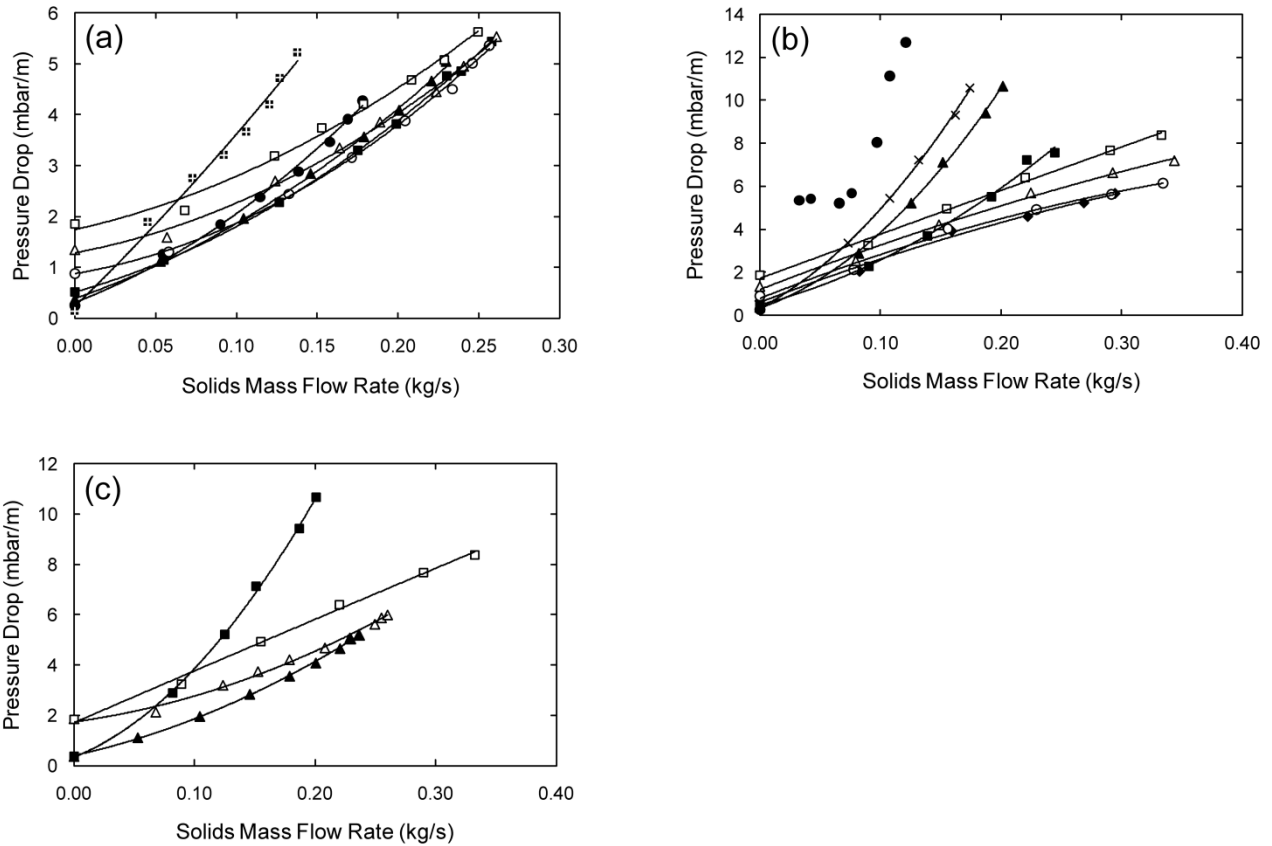 (a)
Pressure Drop (mbar/m)
6
5
4
3
2
1
0
0.00 0.05 0.10 0.15 0.20 0.25 0.30
Solids Mass Flow Rate (kg/s)
(b)
Pressure Drop (mbar/m)
14
12
10
8
6
4
2
0
0.00 0.10 0.20 0.30 0.40
Solids Mass Flow Rate (kg/s)
(c)
Pressure Drop (mbar/m)
12
10
8
6
4
2
0
0.00 0.10 0.20 0.30 0.40
Solids Mass Flow Rate (kg/s)